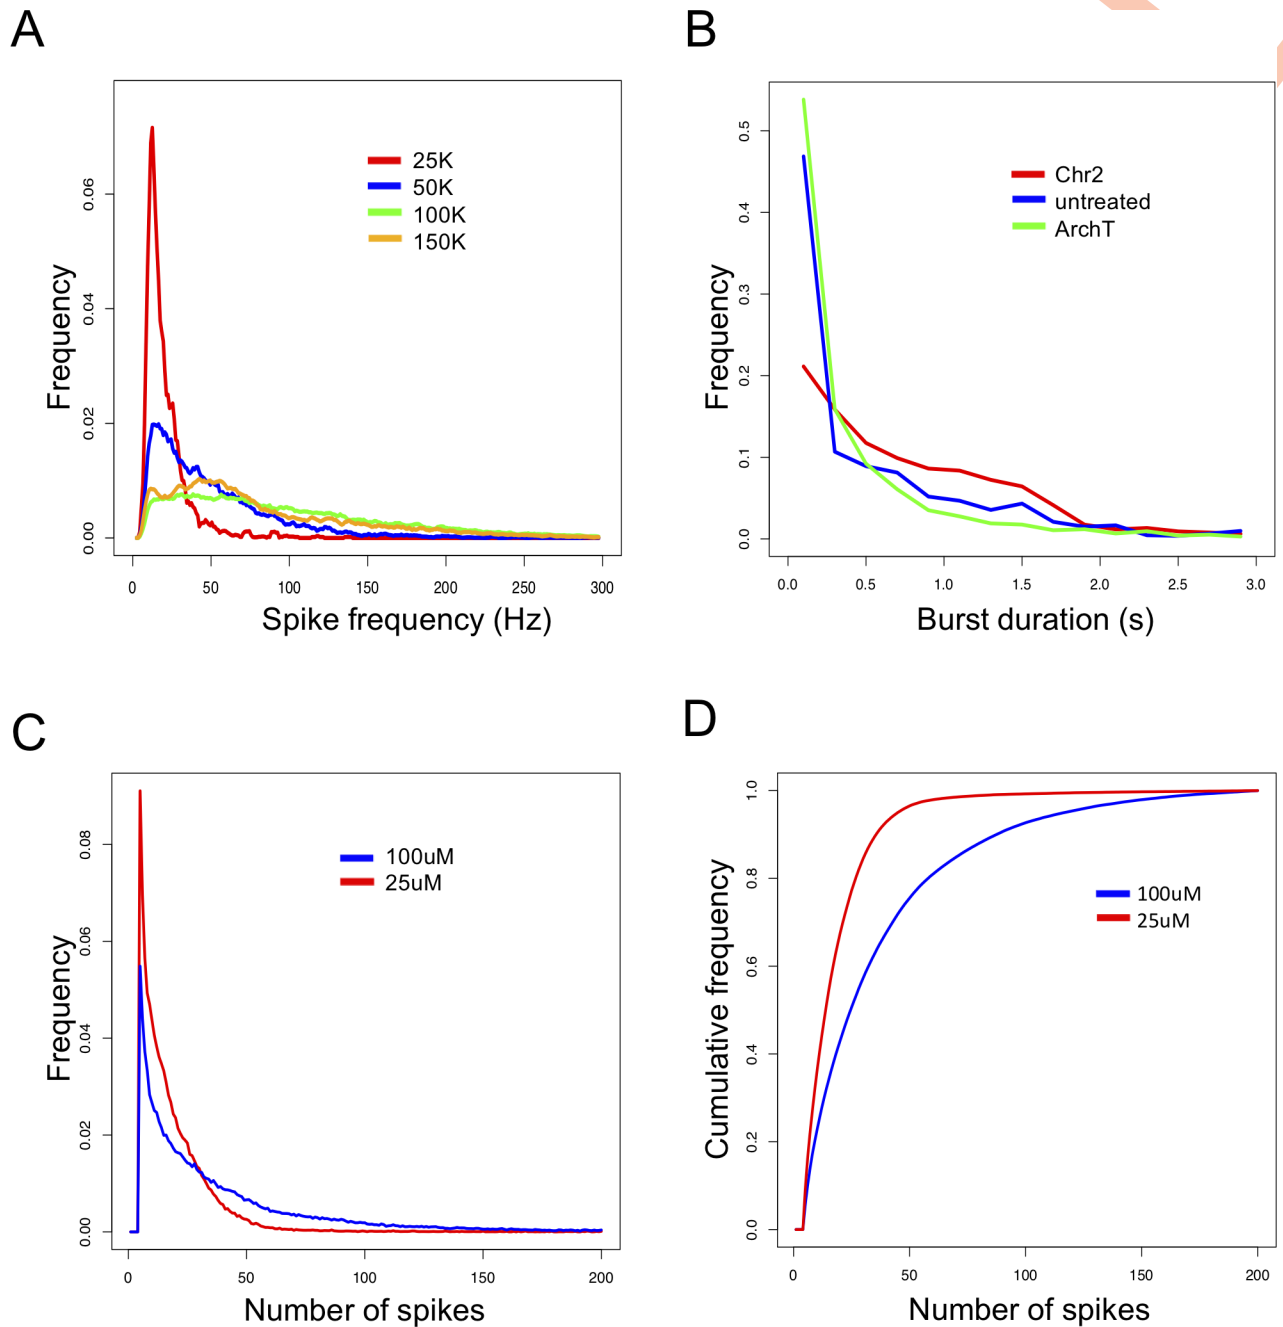 A
Frequency
0.00 0.02 0.04 0.06
25K
50K
100K
150K
0 50 100 150 200 250 300
Spike frequency (Hz)
B
Frequency
0.0 0.1 0.2 0.3 0.4 0.5
Chr2
untreated
ArchT
0.0 0.5 1.0 1.5 2.0 2.5 3.0
Burst duration (s)
C
Frequency
0.00 0.02 0.04 0.06 0.08
100uM
25uM
0 50 100 150 200
Number of spikes
D
Cumulative frequency
0.0 0.2 0.4 0.6 0.8 1.0
100uM
25uM
0 50 100 150 200
Number of spikes